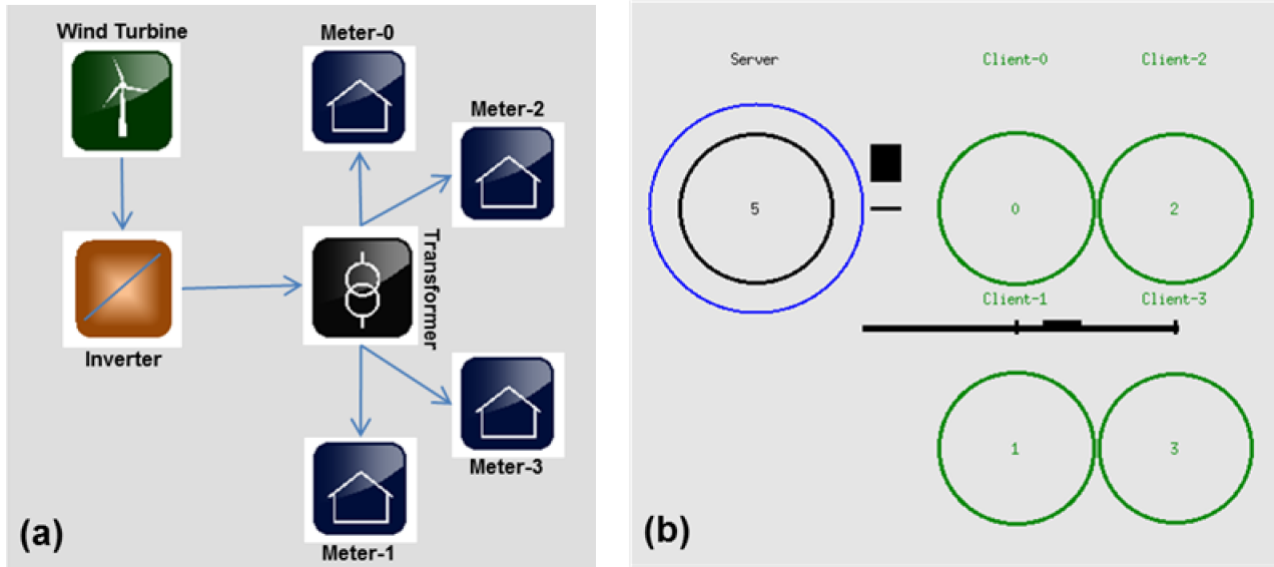 Wind Turbine
Meter-0
Meter-2
Transformer
Inverter
Meter-3
Meter-1
(a)
Server
Client-0
Client-2
5
0
2
Client-1
Client-3
1
3
(b)